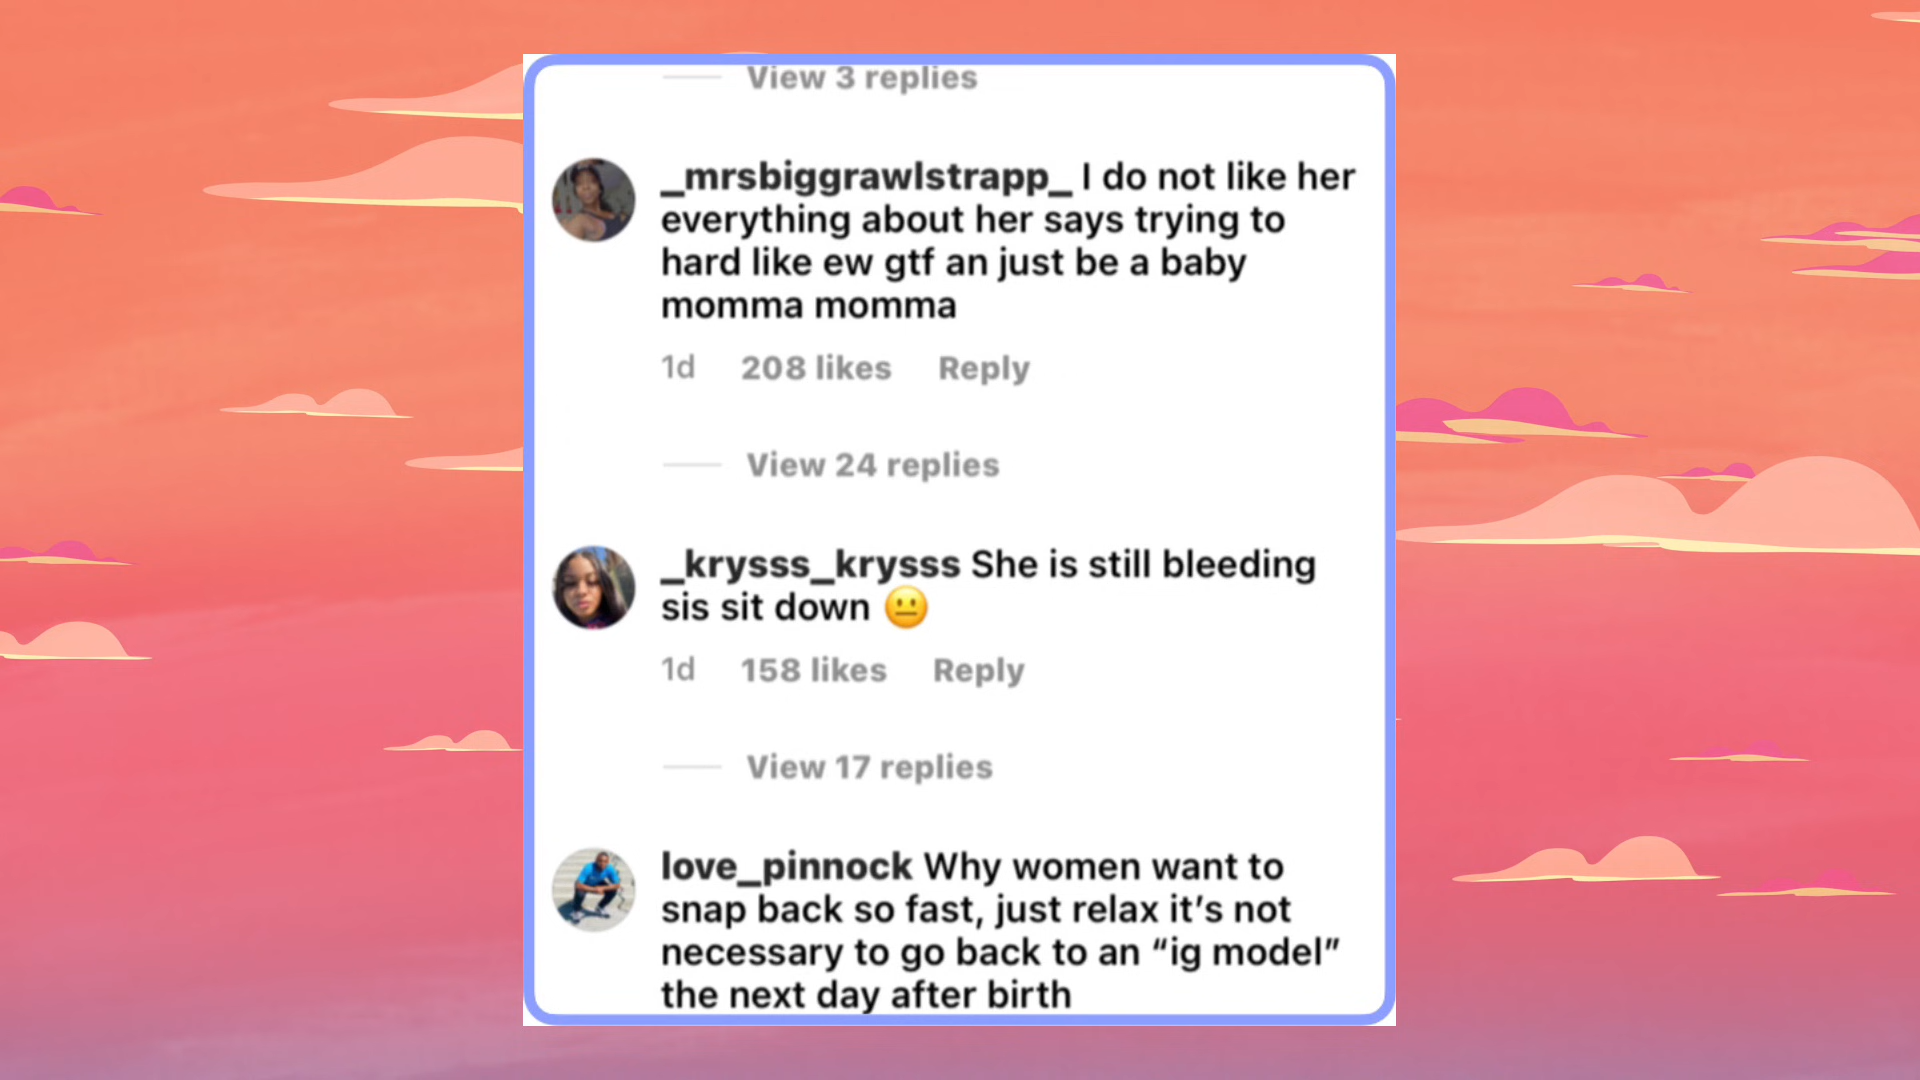 View 3 replies
_mrsbiggrawlstrapp_ I do not like her
everything about her says trying to
hard like ew gtf an just be a baby
momma momma
1d 208 likes Reply
View 24 replies
_krysss_krysss She is still bleeding
sis sit down 😐
1d 158 likes Reply
View 17 replies
love_pinnock Why women want to
snap back so fast, just relax it’s not
necessary to go back to an “ig model”
the next day after birth